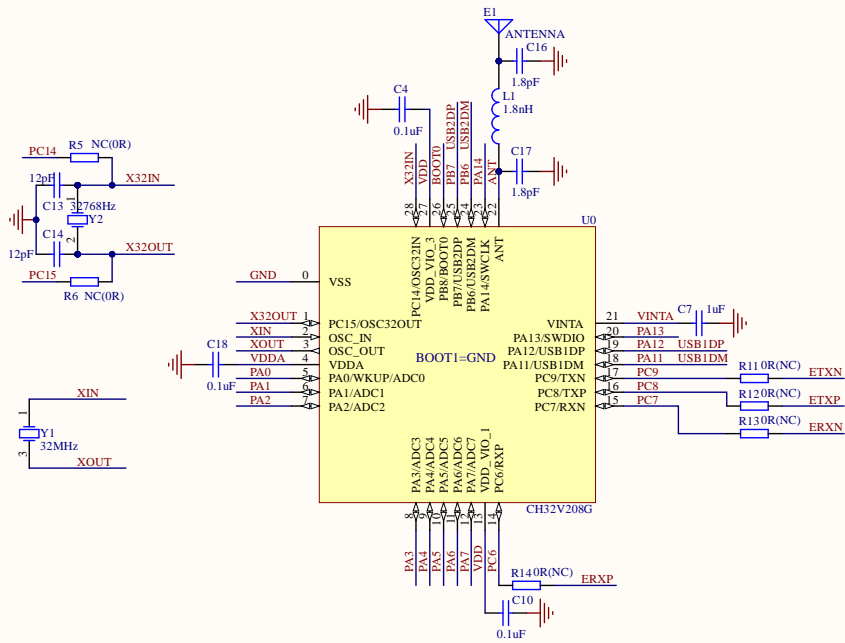 E1
ANTENNA
C16
1.8pF
L1
1.8nH
C17
1.8pF
C4
0.1uF
X32IN
VDD
BOOT0
PB7 USB2DP
PB6 USB2DM
PA14
ANT
28
27
26
25
24
23
22
R5 NC(0R)
PC14
12pF
X32IN
C13 32768Hz
1
Y2
2
C14
12pF
X32OUT
PC15
R6 NC(0R)
U0
PC14/OSC32IN
VDD_VIO_3
PB8/BOOT0
PB7/USB2DP
PB6/USB2DM
PA14/SWCLK
ANT
GND 0 VSS
X32OUT 1 PC15/OSC32OUT
XIN 2 OSC_IN
XOUT 3 OSC_OUT
C18
0.1uF
VDDA 4 VDDA
PA0 5 PA0/WKUP/ADC0
PA1 6 PA1/ADC1
PA2 7 PA2/ADC2
BOOT1=GND
VINTA 21 VINTA
C7 1uF
PA13/SWDIO 20 PA13
PA12/USB1DP 19 PA12 USB1DP
PA11/USB1DM 18 PA11 USB1DM
PC9/TXN 17 PC9 R11 0R(NC) ETXN
PC8/TXP 16 PC8 R12 0R(NC) ETXP
PC7/RXN 15 PC7 R13 0R(NC) ERXN
XIN
1
Y1
32MHz
3
XOUT
PA3/ADC3
PA4/ADC4
PA5/ADC5
PA6/ADC6
PA7/ADC7
VDD_VIO_1
PC6/RXP
CH32V208G
8
9
10
11
12
13
14
PA3
PA4
PA5
PA6
PA7
VDD
PC6
R14 0R(NC) ERXP
C10
0.1uF